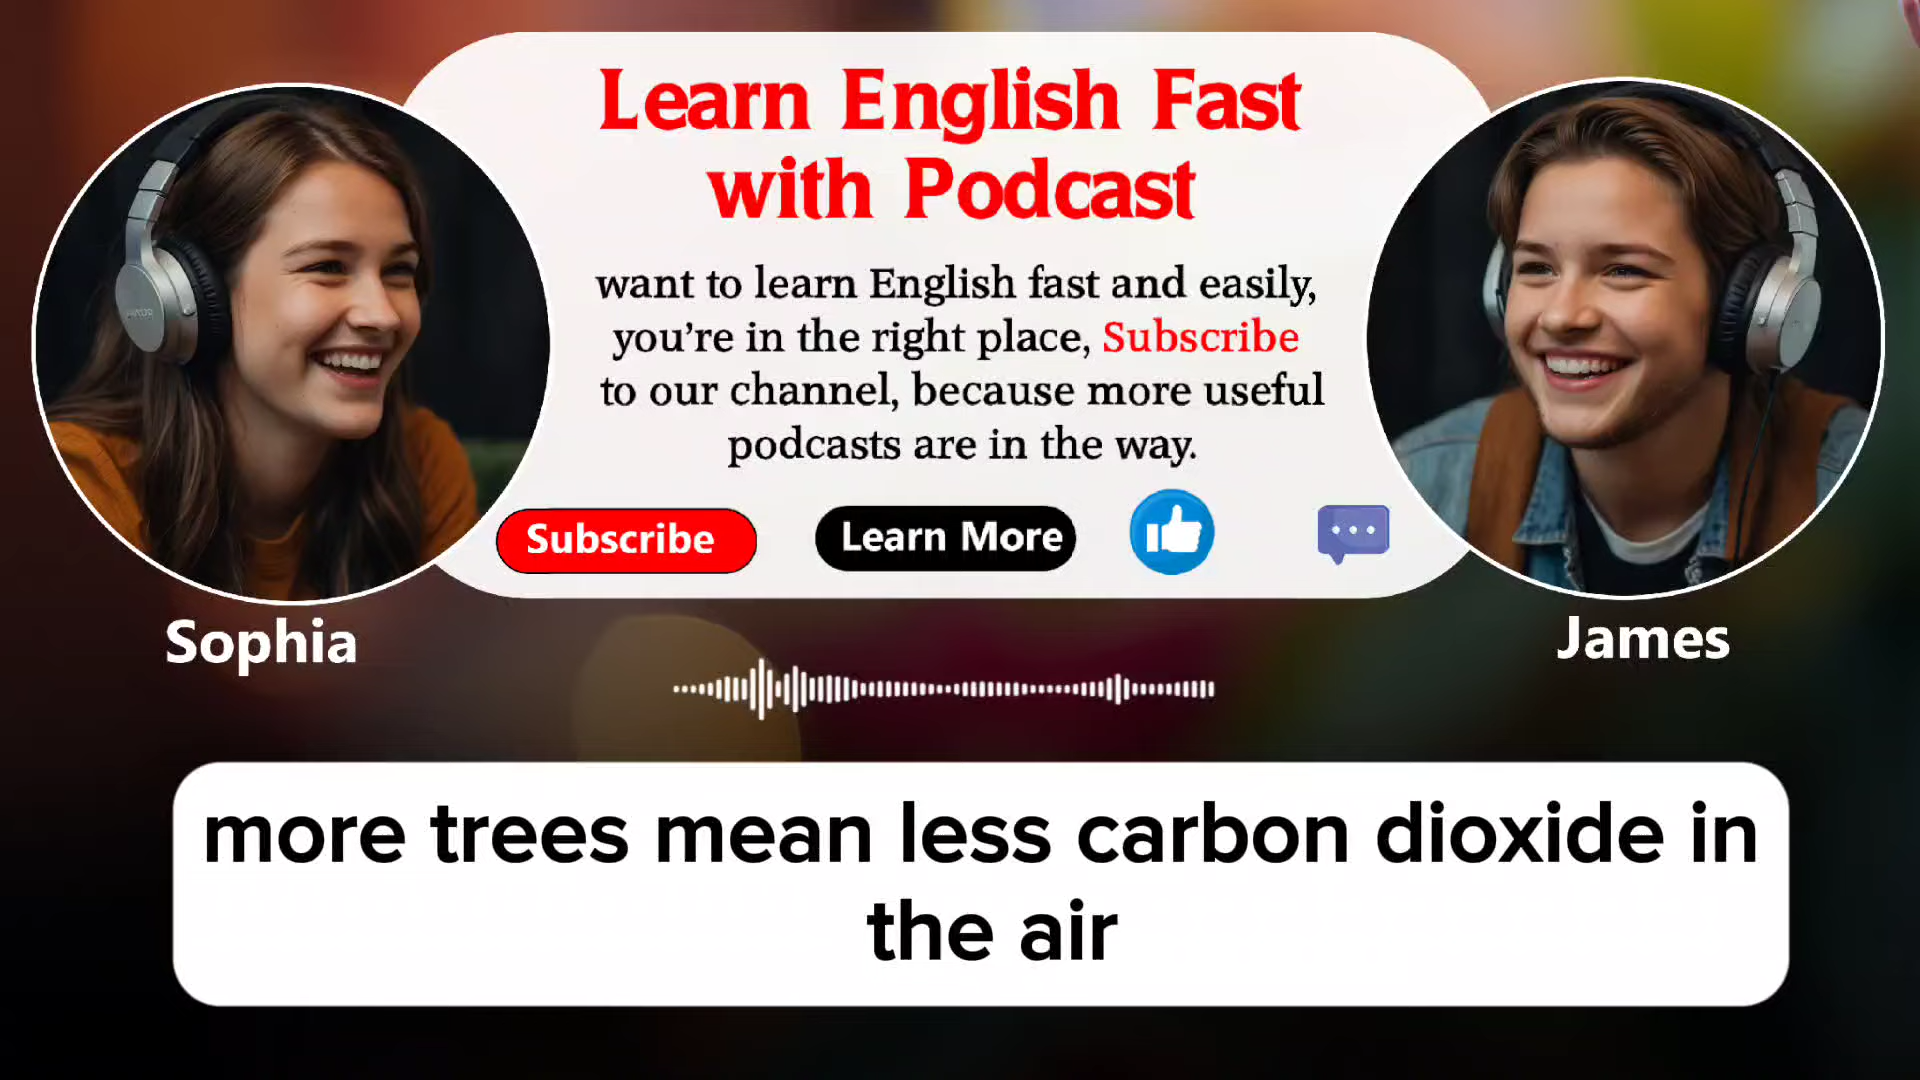 Learn English Fast
with Podcast
want to learn English fast and easily,
you're in the right place, Subscribe
to our channel, because more useful
podcasts are in the way.
Subscribe
Learn More
Sophia
James
more trees mean less carbon dioxide in
the air